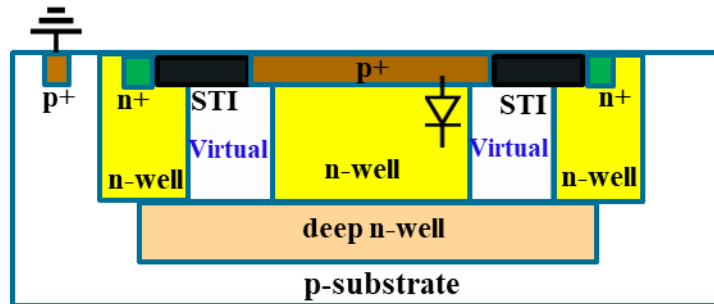 p+
p+
n+
STI
STI
n+
Virtual
Virtual
n-well
n-well
n-well
deep n-well
p-substrate